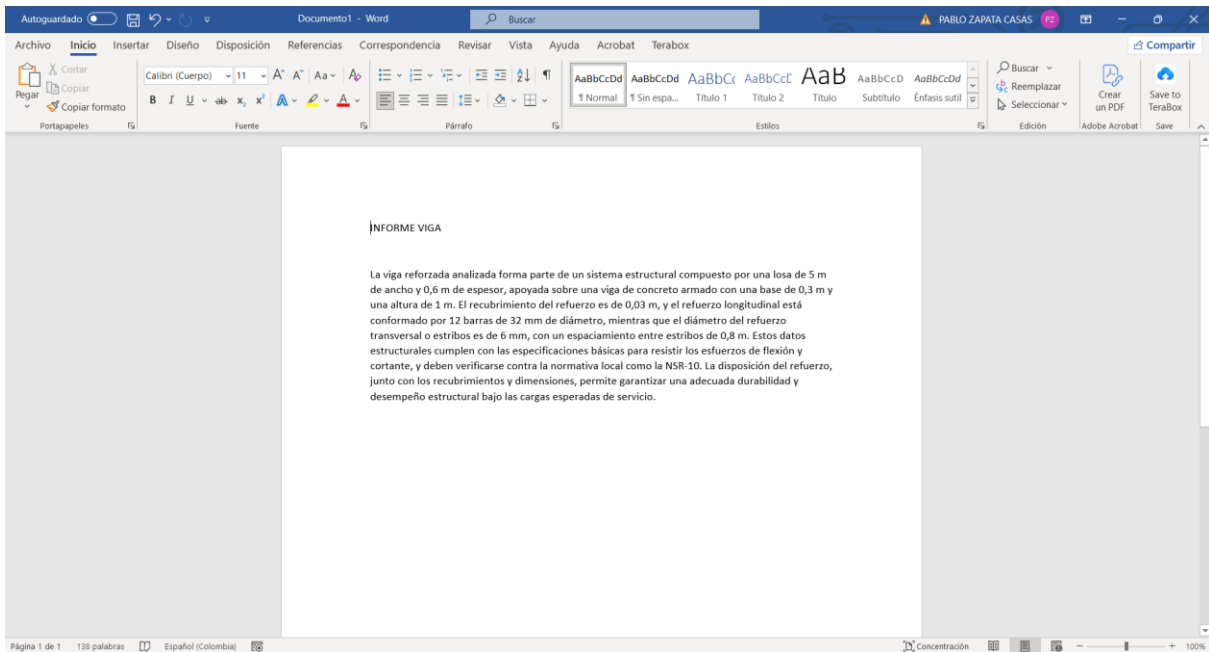 Autoguardado Documento1 - Word Buscar PABLO ZAPATA CASAS PZ
Archivo Inicio Insertar Diseño Disposición Referencias Correspondencia Revisar Vista Ayuda Acrobat Terabox Compartir
Pegar
Cortar
Copiar
Copiar formato
Portapapeles
Calibri (Cuerpo) 11
Fuente
Párrafo
AaBbCcDd AaBbCcDd AaBbCc AaBbCcC AaB AaBbCcD AaBbCcDd
¶ Normal ¶ Sin espa... Título 1 Título 2 Título Subtítulo Énfasis sutil
Estilos
Buscar
Reemplazar
Seleccionar
Edición
Crear
un PDF
Adobe Acrobat
Save to
TeraBox
Save
INFORME VIGA
La viga reforzada analizada forma parte de un sistema estructural compuesto por una losa de 5 m
de ancho y 0,6 m de espesor, apoyada sobre una viga de concreto armado con una base de 0,3 m y
una altura de 1 m. El recubrimiento del refuerzo es de 0,03 m, y el refuerzo longitudinal está
conformado por 12 barras de 32 mm de diámetro, mientras que el diámetro del refuerzo
transversal o estribos es de 6 mm, con un espaciamiento entre estribos de 0,8 m. Estos datos
estructurales cumplen con las especificaciones básicas para resistir los esfuerzos de flexión y
cortante, y deben verificarse contra la normativa local como la NSR-10. La disposición del refuerzo,
junto con los recubrimientos y dimensiones, permite garantizar una adecuada durabilidad y
desempeño estructural bajo las cargas esperadas de servicio.
Página 1 de 1 138 palabras Español (Colombia) Concentración 100%